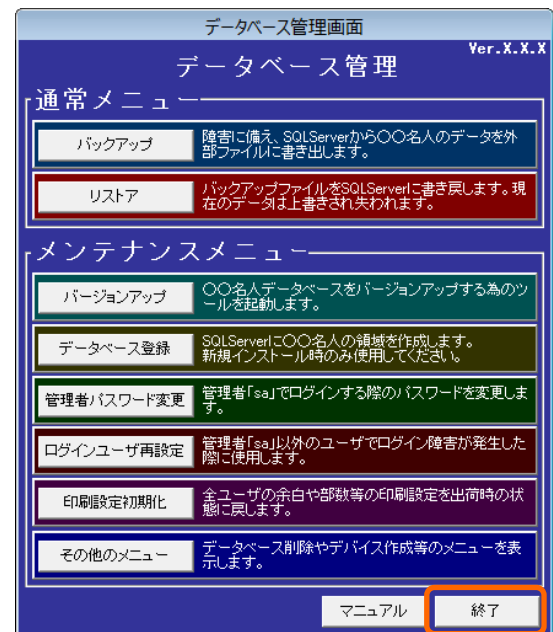 データベース管理画面
Ver.X.X.X
データベース管理
通常メニュー
バックアップ
障害に備え、SQLServerから〇〇名人のデータを外
部ファイルに書き出します。
リストア
バックアップファイルをSQLServerに書き戻します。現
在のデータは上書きされ失われます。
メンテナンスメニュー
バージョンアップ
〇〇名人データベースをバージョンアップする為のツ
ールを起動します。
データベース登録
SQLServerに〇〇名人の領域を作成します。
新規インストール時のみ使用してください。
管理者パスワード変更
管理者「sa」でログインする際のパスワードを変更しま
す。
ログインユーザ再設定
管理者「sa」以外のユーザでログイン障害が発生した
際に使用します。
印刷設定初期化
全ユーザの余白や部数等の印刷設定を出荷時の状
態に戻します。
その他のメニュー
データベース削除やデバイス作成等のメニューを表
示します。
マニュアル
終了